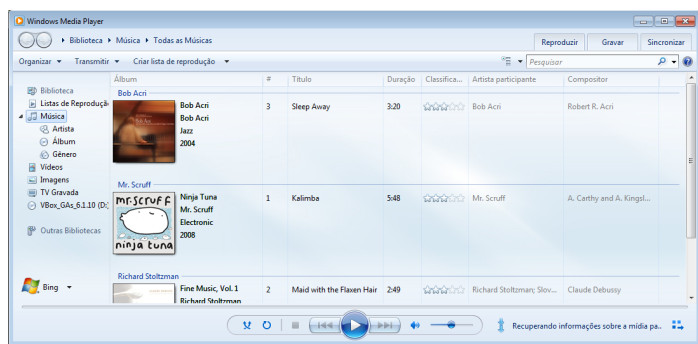 Windows Media Player
Biblioteca Música Todas as Músicas
Reproduzir Gravar Sincronizar
Organizar Transmitir Criar lista de reprodução Pesquisar
Álbum # Título Duração Classifica... Artista participante Compositor
Biblioteca
Listas de Reproduçã
Música
Artista
Álbum
Gênero
Vídeos
Imagens
TV Gravada
VBox_GAs_6.1.10 (D:)
Outras Bibliotecas
Bing
Bob Acri
Bob Acri 3 Sleep Away 3:20 Bob Acri Robert R. Acri
Bob Acri
Jazz
2004
Mr. Scruff
mr.scruff
Ninja Tuna 1 Kalimba 5:48 Mr. Scruff A. Carthy and A. Kingsl...
Mr. Scruff
Electronic
2008
ninja tuna
Richard Stoltzman
Fine Music, Vol. 1 2 Maid with the Flaxen Hair 2:49 Richard Stoltzman; Slov... Claude Debussy
Richard Stoltzman
Recuperando informações sobre a mídia pa..